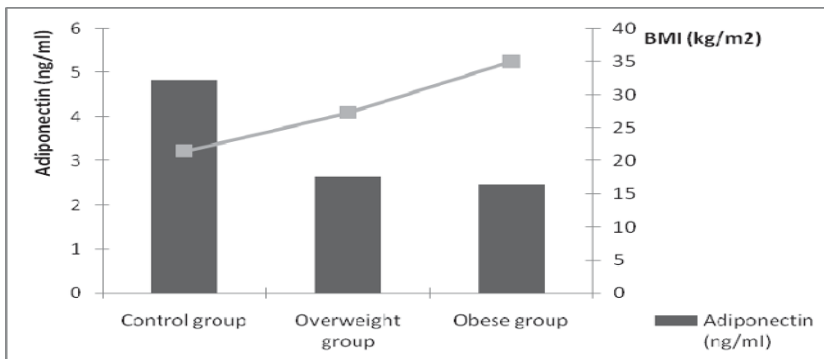 Adiponectin (ng/ml)
6
5
4
3
2
1
0
BMI (kg/m2)
40
35
30
25
20
15
10
5
0
Control group
Overweight
group
Obese group
Adiponectin
(ng/ml)